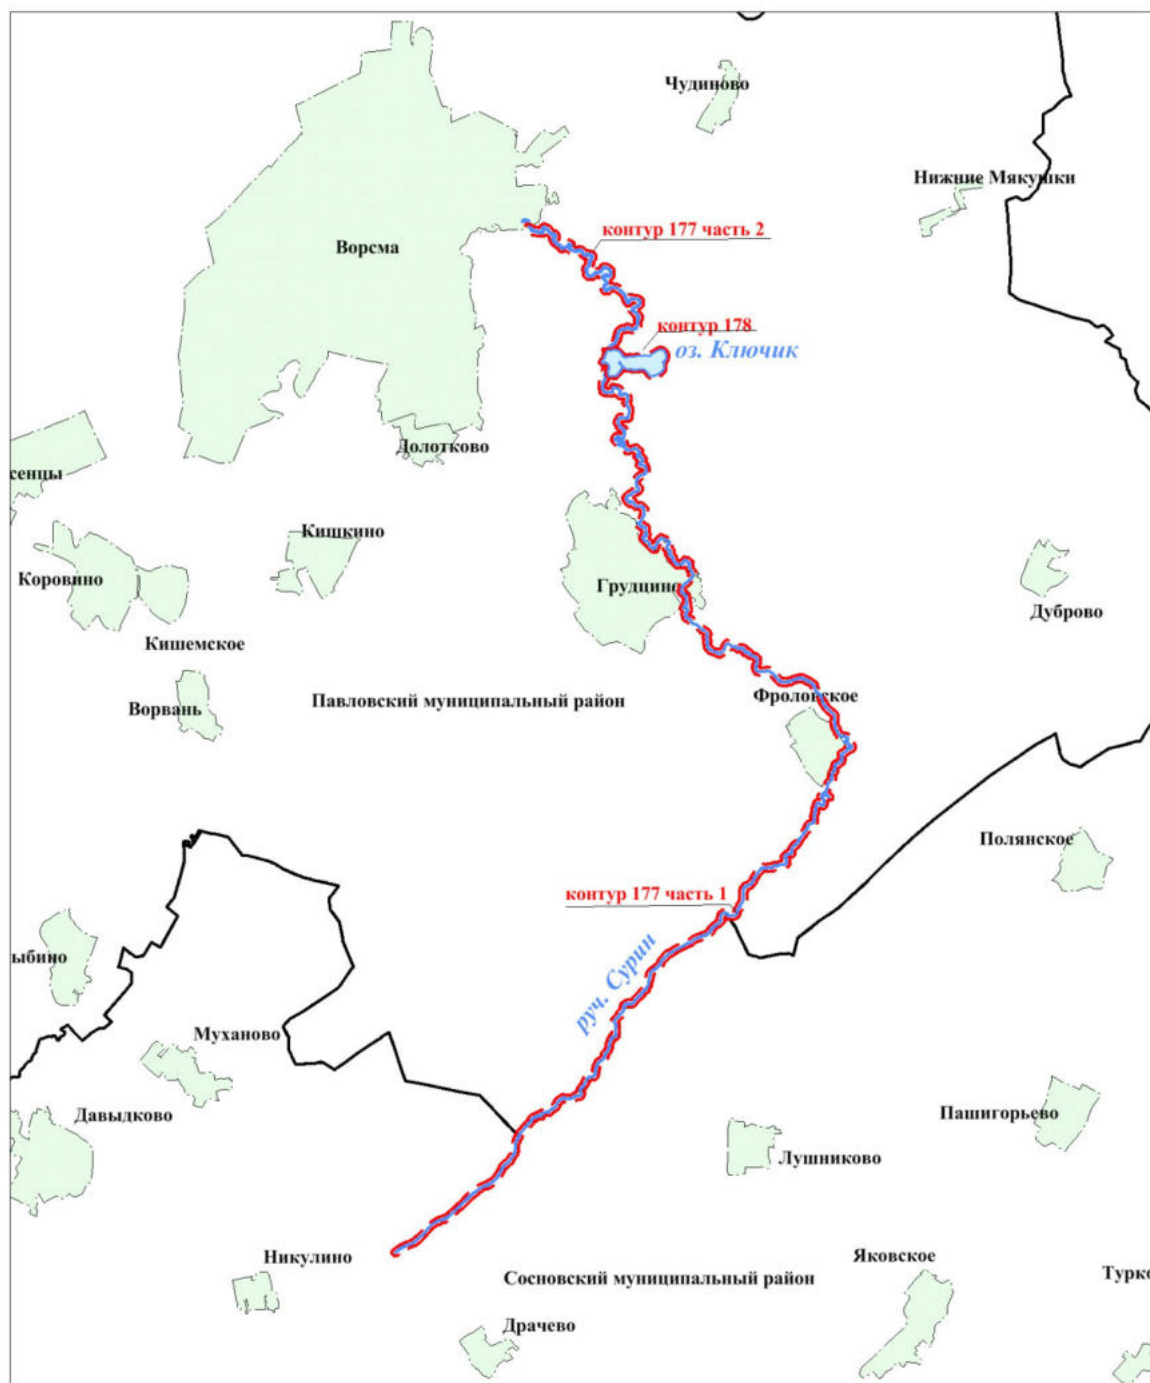 Чудиново
Нижние Мякушки
контур 177 часть 2
Ворсма
контур 178
оз. Ключик
Долотково
сенцы
Кишкино
Коровино
Грудцино
Дуброво
Кишемское
Ворвань
Павловский муниципальный район
Фроловское
Полянское
контур 177 часть 1
ыбино
руч. Сурин
Муханово
Давыдково
Пашигорьево
Лушниково
Никулино
Яковское
Сосновский муниципальный район
Турко
Драчево